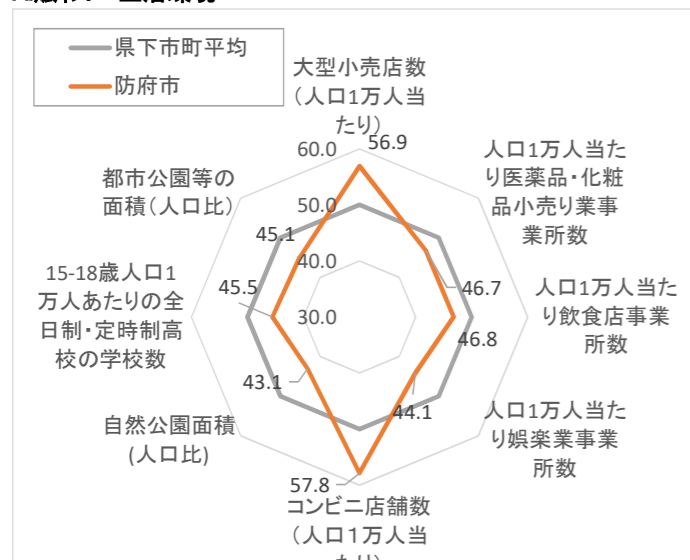 県下市町平均
防府市
大型小売店数
（人口1万人当
たり）
56.9
60.0
50.0
40.0
30.0
人口1万人当た
り医薬品・化粧
品小売り業事
業所数
46.7
人口1万人当た
り飲食店事業
所数
46.8
人口1万人当た
り娯楽業事業
所数
44.1
57.8
コンビニ店舗数
（人口１万人当
自然公園面積
(人口比)
43.1
15-18歳人口1
万人あたりの全
日制・定時制高
校の学校数
45.5
都市公園等の
面積（人口比）
45.1